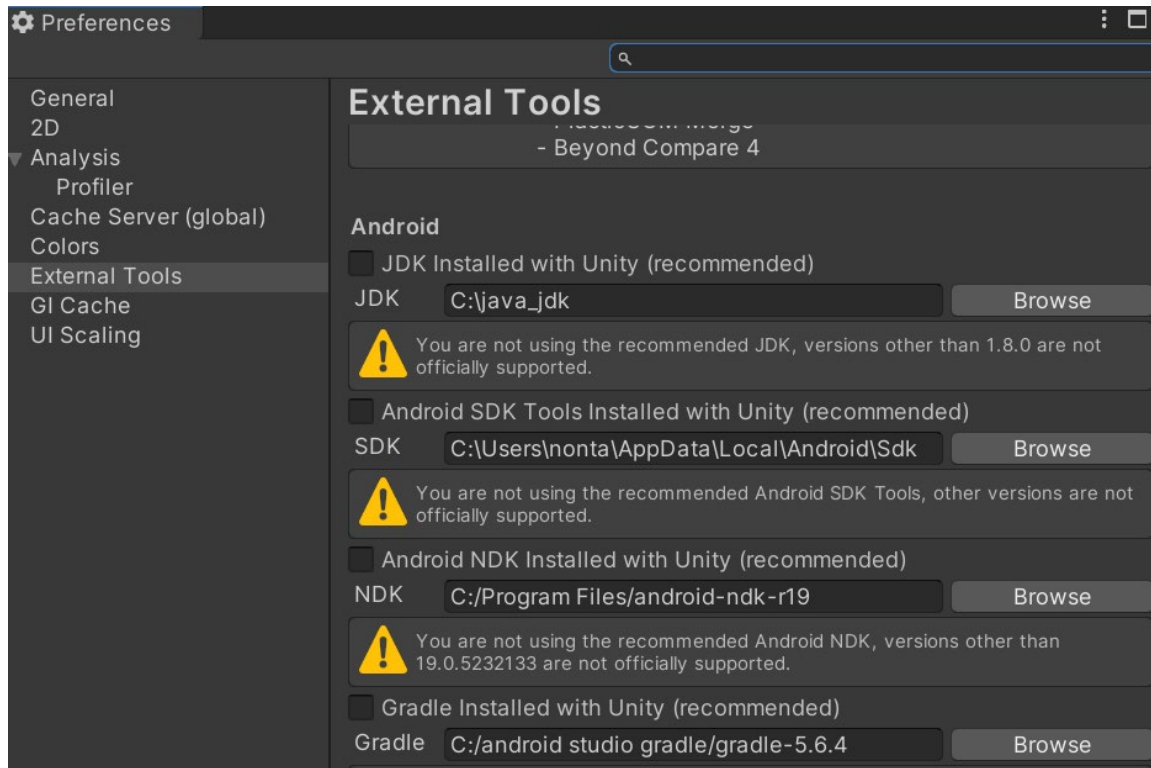 Preferences
General
2D
Analysis
Profiler
Cache Server (global)
Colors
External Tools
GI Cache
UI Scaling
External Tools
- Beyond Compare 4
Android
JDK Installed with Unity (recommended)
JDK C:\java_jdk Browse
You are not using the recommended JDK, versions other than 1.8.0 are not
officially supported.
Android SDK Tools Installed with Unity (recommended)
SDK C:\Users\nonta\AppData\Local\Android\Sdk Browse
You are not using the recommended Android SDK Tools, other versions are not
officially supported.
Android NDK Installed with Unity (recommended)
NDK C:/Program Files/android-ndk-r19 Browse
You are not using the recommended Android NDK, versions other than
19.0.5232133 are not officially supported.
Gradle Installed with Unity (recommended)
Gradle C:/android studio gradle/gradle-5.6.4 Browse